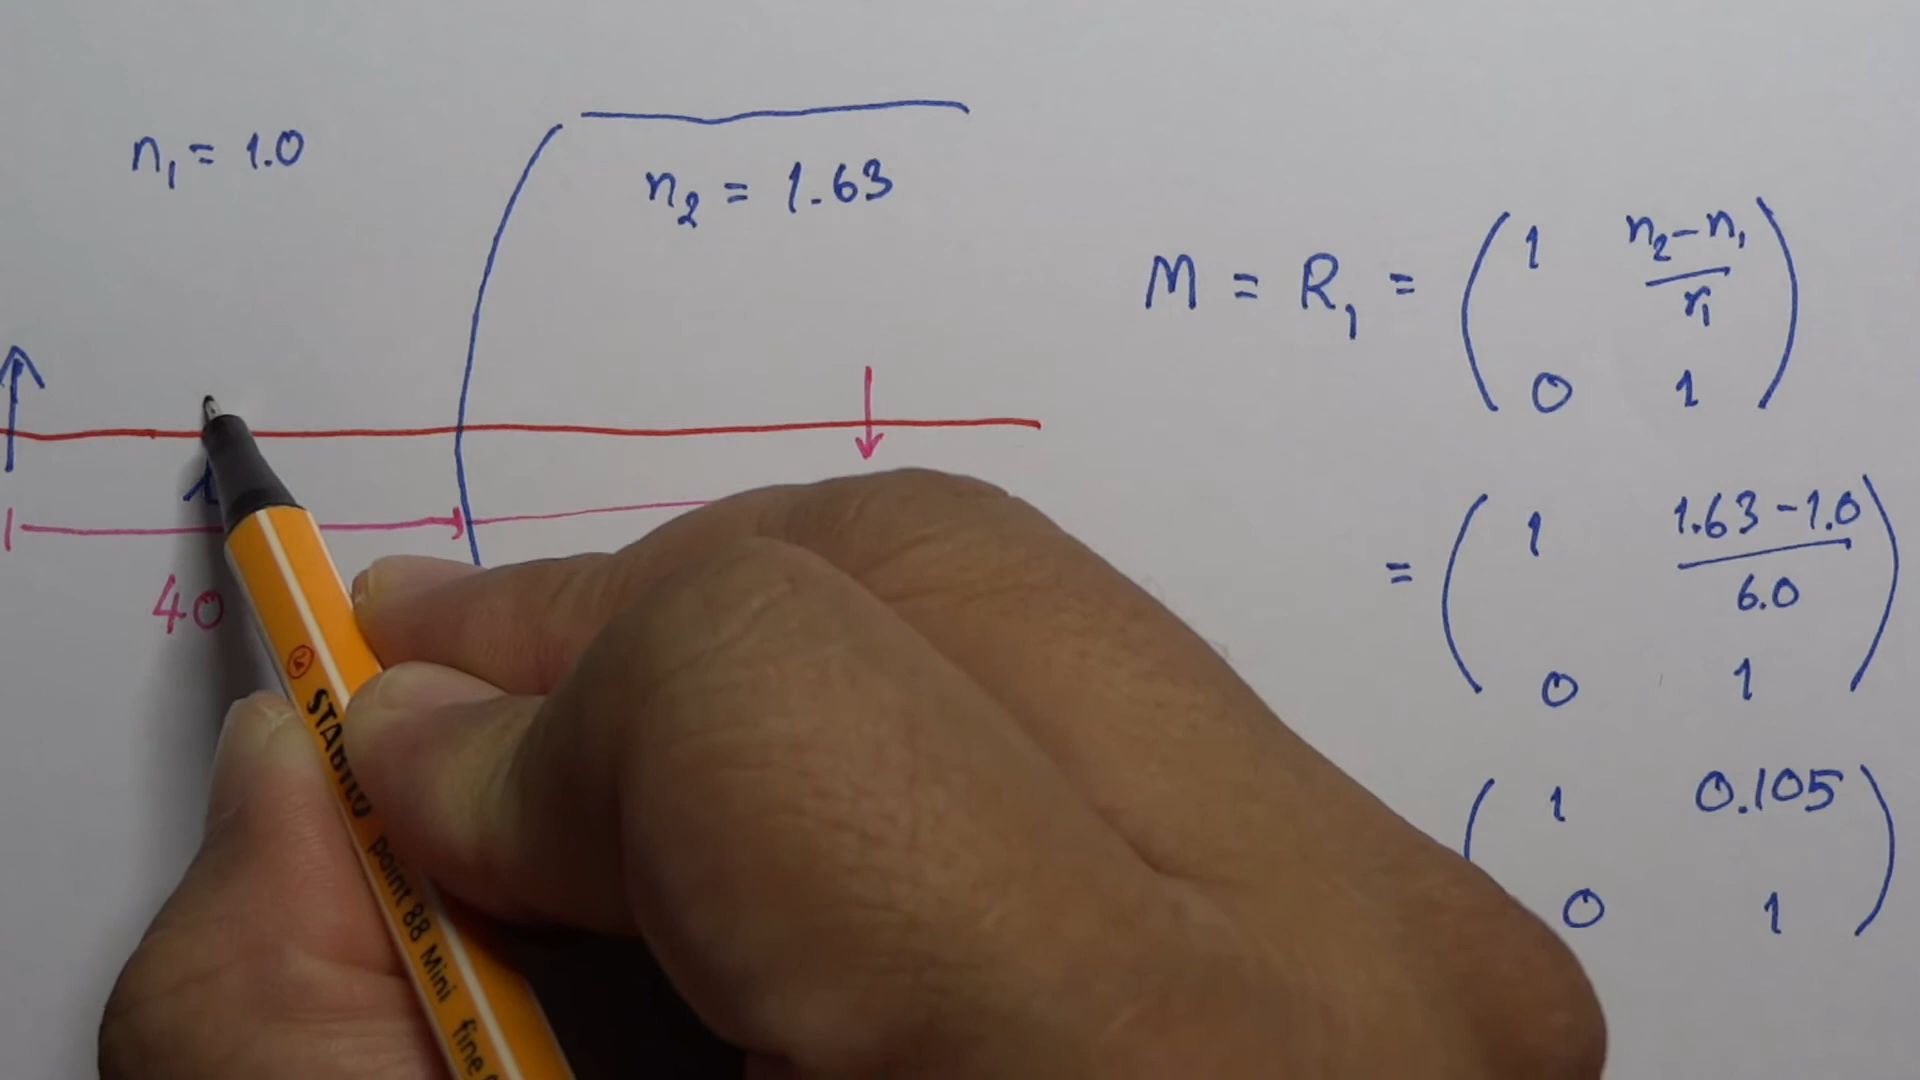 n₁ = 1.0
n₂ = 1.63
40
M = R₁ = ( 1 (n₂-n₁)/r₁
0 1 )
= ( 1 (1.63-1.0)/6.0
0 1 )
( 1 0.105
0 1 )
STABILO point 88 Mini fine